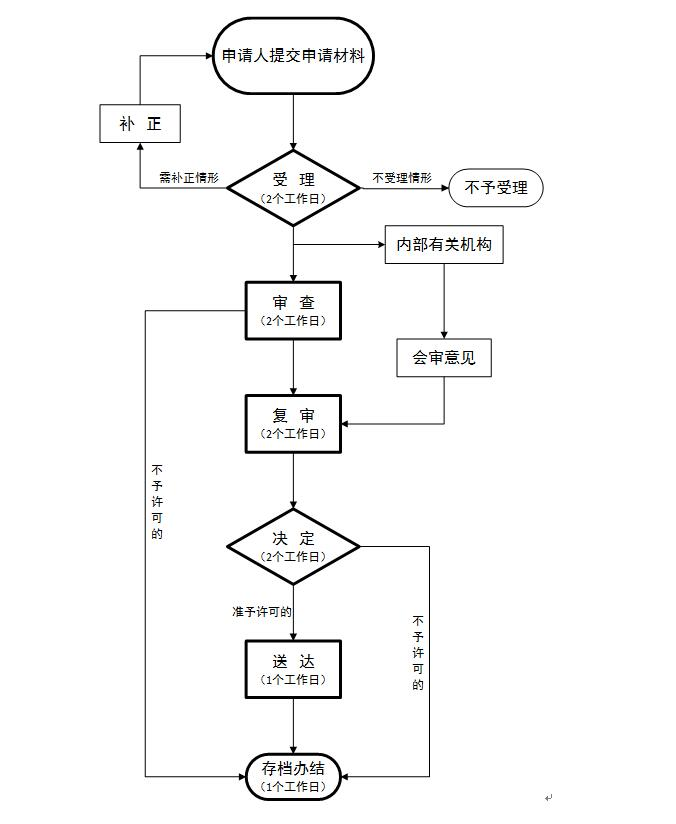 申请人提交申请材料
补 正
需补正情形
受 理
（2个工作日）
不受理情形
不予受理
内部有关机构
审 查
（2个工作日）
会审意见
复 审
（2个工作日）
不予许可的
决 定
（2个工作日）
准予许可的
不予许可的
送 达
（1个工作日）
存档办结
（1个工作日）